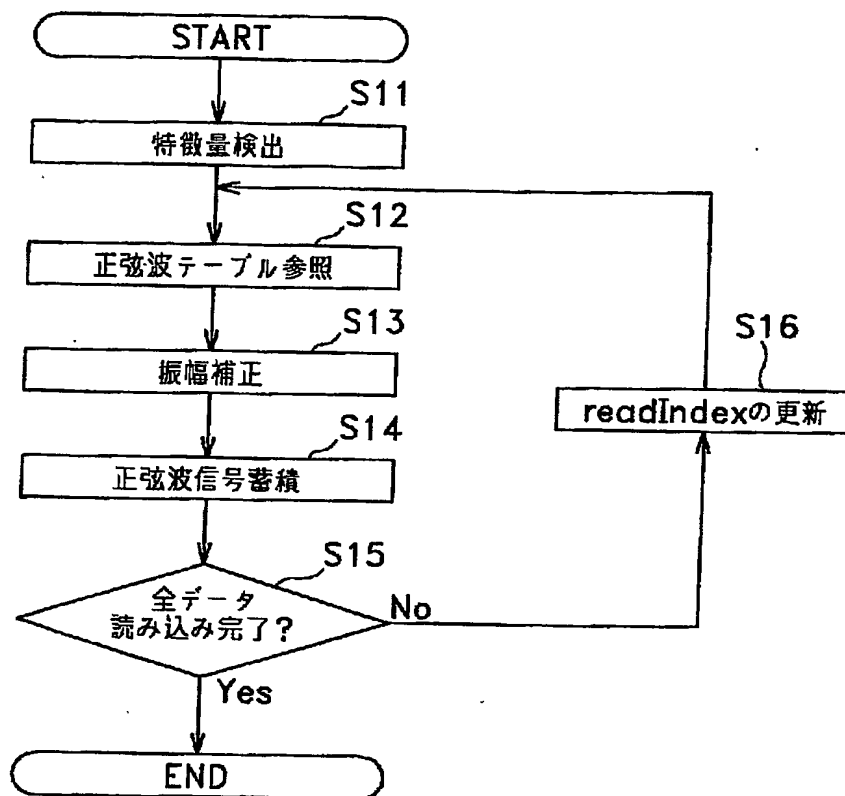 START
S11
特徴量検出
S12
正弦波テーブル参照
S13
振幅補正
S16
readIndexの更新
S14
正弦波信号蓄積
S15
全データ
読み込み完了?
No
Yes
END